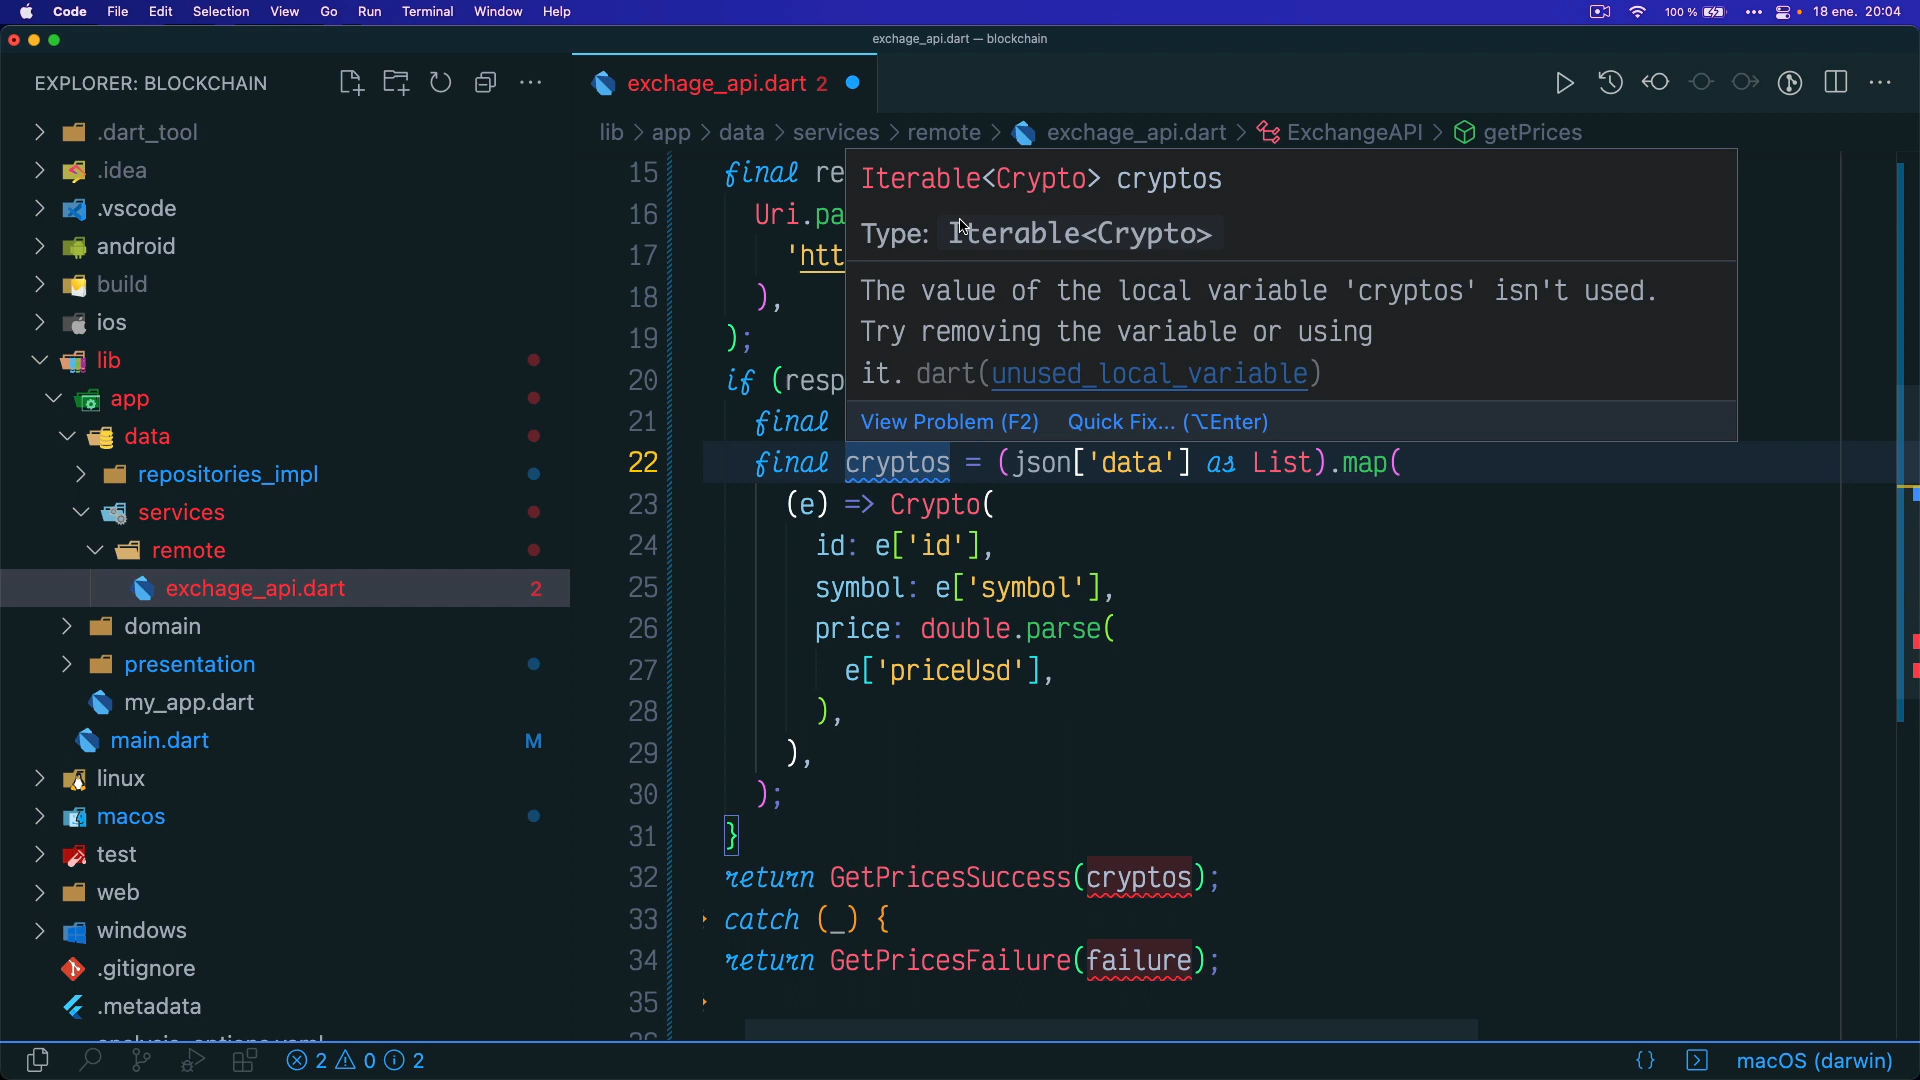 Code File Edit Selection View Go Run Terminal Window Help 100 % 18 ene. 20:04
exchage_api.dart — blockchain
EXPLORER: BLOCKCHAIN
exchage_api.dart 2
lib > app > data > services > remote > exchage_api.dart > ExchangeAPI > getPrices
.dart_tool
.idea
.vscode
android
build
ios
lib
app
data
repositories_impl
services
remote
exchage_api.dart 2
domain
presentation
my_app.dart
main.dart M
linux
macos
test
web
windows
.gitignore
.metadata
15 final re
16 Uri.pa
17 'htt
18 ),
19 );
20 if (resp
21 final
Iterable<Crypto> cryptos
Type: Iterable<Crypto>
The value of the local variable 'cryptos' isn't used.
Try removing the variable or using
it. dart(unused_local_variable)
View Problem (F2) Quick Fix... (⌥Enter)
22 final cryptos = (json['data'] as List).map(
23 (e) => Crypto(
24 id: e['id'],
25 symbol: e['symbol'],
26 price: double.parse(
27 e['priceUsd'],
28 ),
29 ),
30 );
31 }
32 return GetPricesSuccess(cryptos);
33 catch (_) {
34 return GetPricesFailure(failure);
35
2 0 2 {} macOS (darwin)